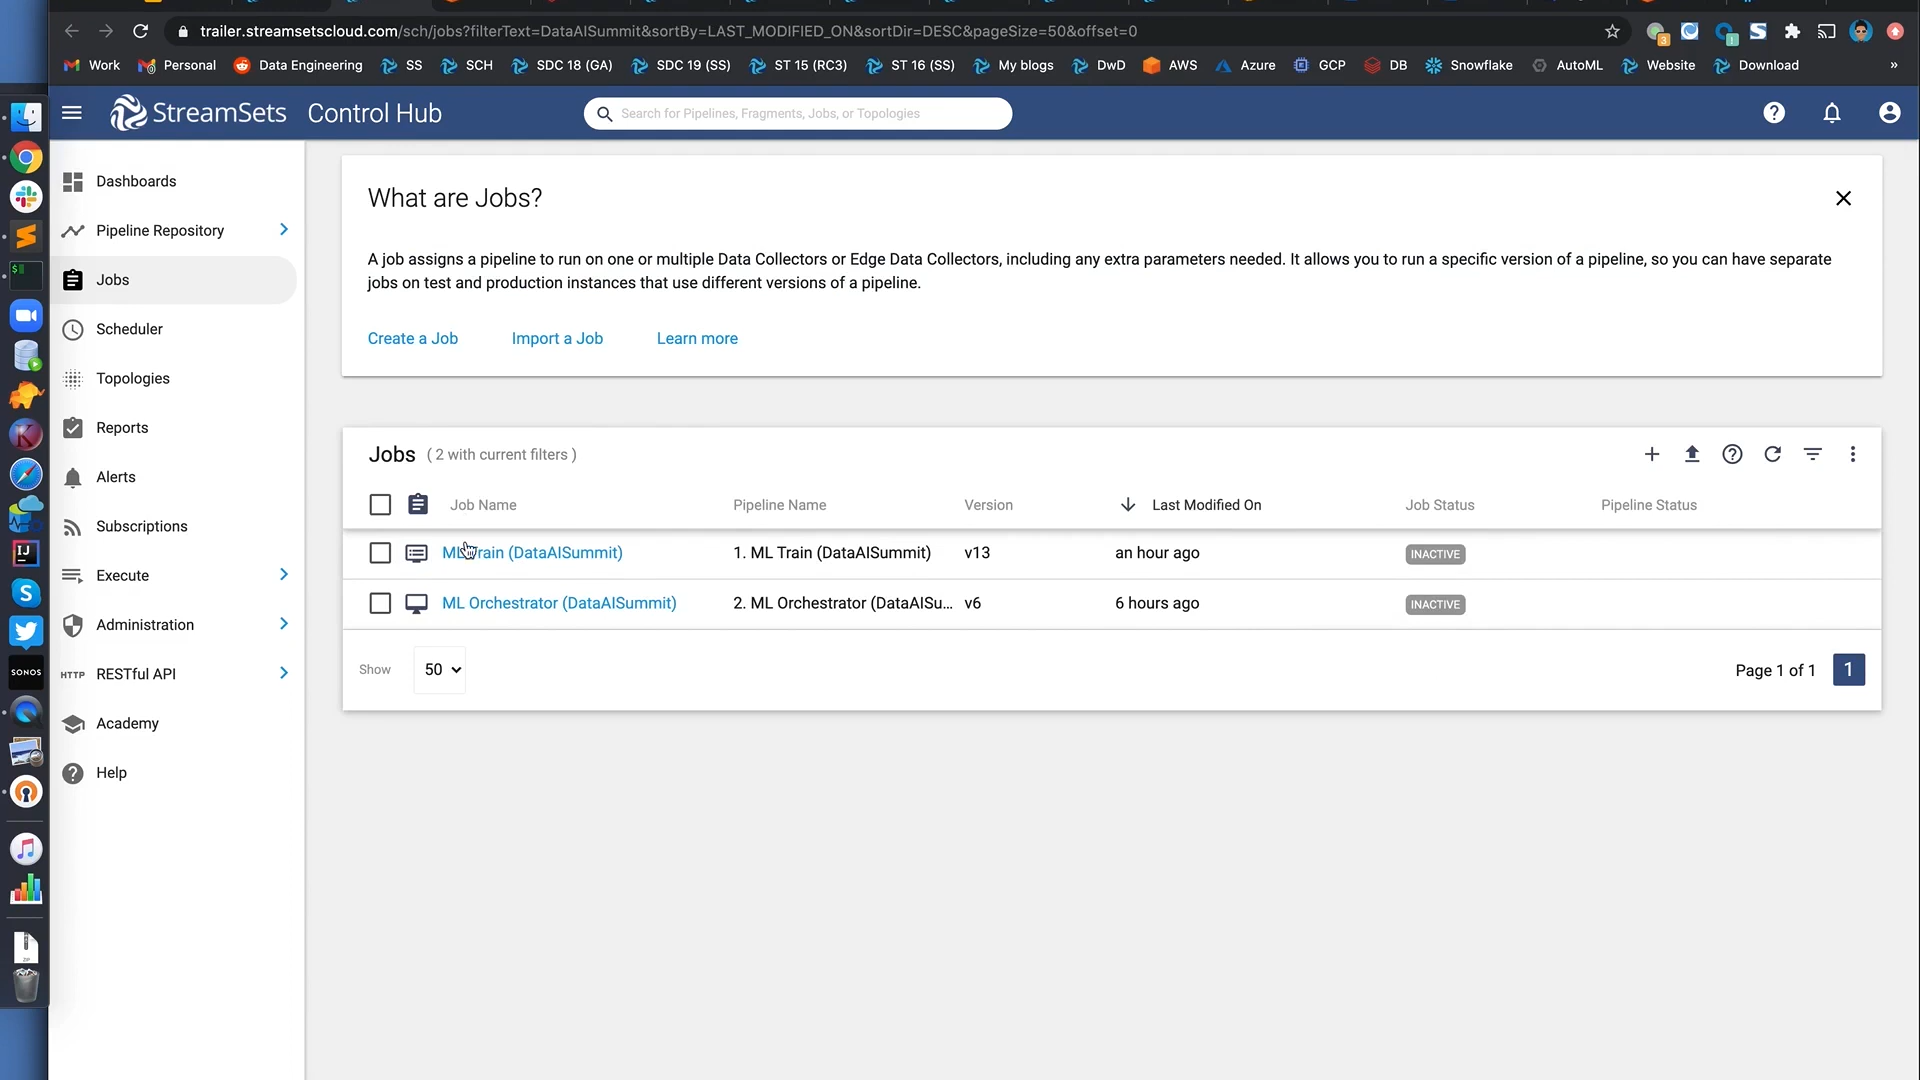 trailer.streamsetscloud.com/sch/jobs?filterText=DataAISummit&sortBy=LAST_MODIFIED_ON&sortDir=DESC&pageSize=50&offset=0
Work Personal Data Engineering SS SCH SDC 18 (GA) SDC 19 (SS) ST 15 (RC3) ST 16 (SS) My blogs DwD AWS Azure GCP DB Snowflake AutoML Website Download »
StreamSets Control Hub
Search for Pipelines, Fragments, Jobs, or Topologies
Dashboards
Pipeline Repository
Jobs
Scheduler
Topologies
Reports
Alerts
Subscriptions
Execute
Administration
HTTP RESTful API
Academy
Help
SONOS
What are Jobs?
A job assigns a pipeline to run on one or multiple Data Collectors or Edge Data Collectors, including any extra parameters needed. It allows you to run a specific version of a pipeline, so you can have separate
jobs on test and production instances that use different versions of a pipeline.
Create a Job Import a Job Learn more
Jobs ( 2 with current filters )
Job Name Pipeline Name Version Last Modified On Job Status Pipeline Status
ML Train (DataAISummit) 1. ML Train (DataAISummit) v13 an hour ago INACTIVE
ML Orchestrator (DataAISummit) 2. ML Orchestrator (DataAISu... v6 6 hours ago INACTIVE
Show 50 Page 1 of 1 1